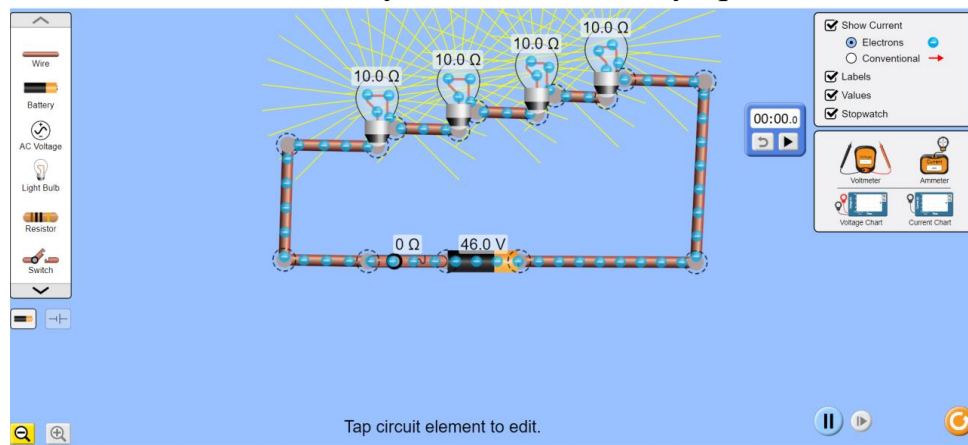 Wire
Battery
AC Voltage
Light Bulb
Resistor
Switch
10.0 Ω
10.0 Ω
10.0 Ω
10.0 Ω
0 Ω
46.0 V
Tap circuit element to edit.
00:00.0
Show Current
Electrons
Conventional
Labels
Values
Stopwatch
Voltmeter
Ammeter
Voltage Chart
Current Chart